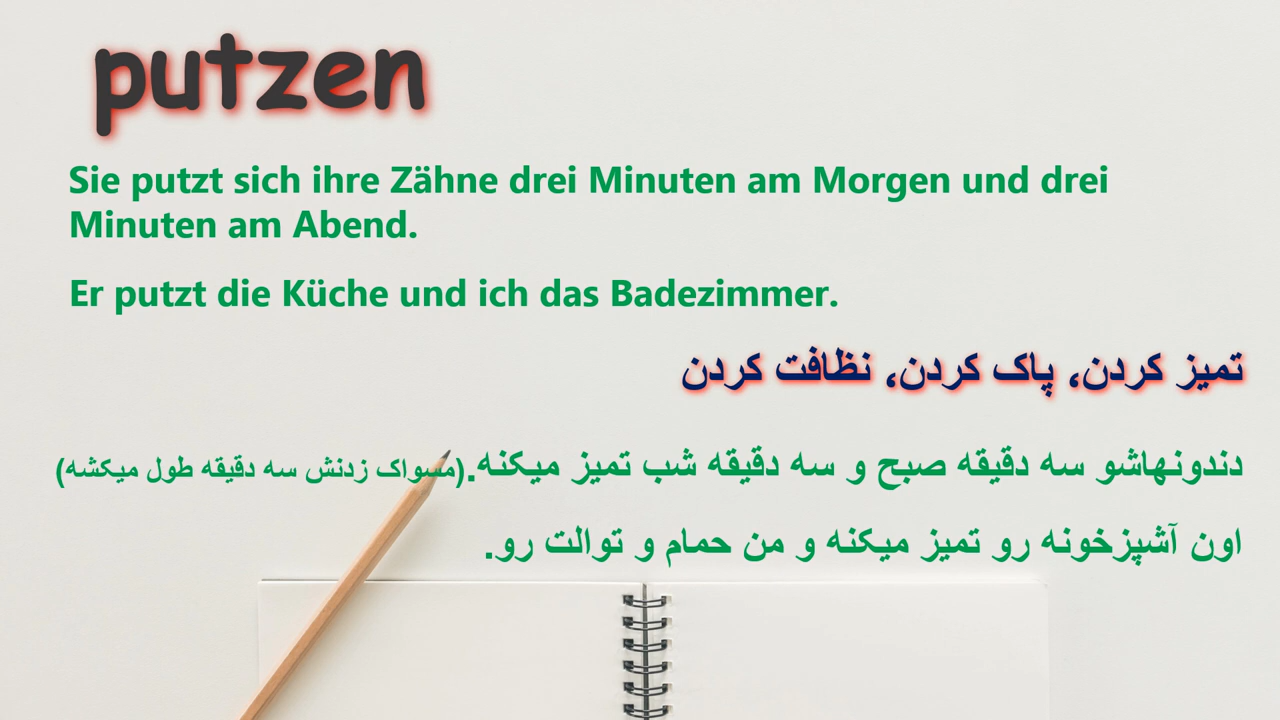 putzen
Sie putzt sich ihre Zähne drei Minuten am Morgen und drei
Minuten am Abend.
Er putzt die Küche und ich das Badezimmer.
تمیز کردن، پاک کردن، نظافت کردن
دندونهاشو سه دقیقه صبح و سه دقیقه شب تمیز میکنه.(مسواک زدنش سه دقیقه طول میکشه)
اون آشپزخونه رو تمیز میکنه و من حمام و توالت رو.